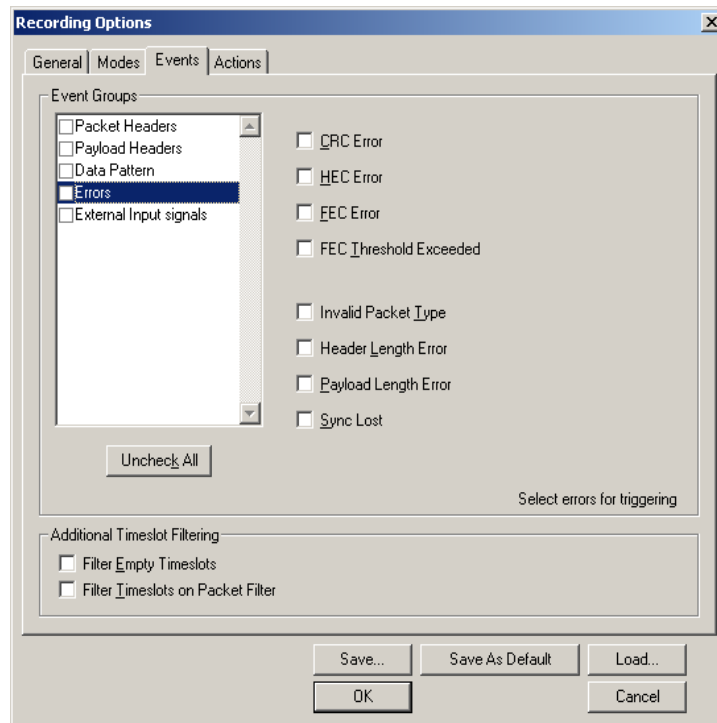 Recording Options
General Modes Events Actions
Event Groups
Packet Headers
Payload Headers
Data Pattern
Errors
External Input signals
CRC Error
HEC Error
FEC Error
FEC Threshold Exceeded
Invalid Packet Type
Header Length Error
Payload Length Error
Sync Lost
Uncheck All
Select errors for triggering
Additional Timeslot Filtering
Filter Empty Timeslots
Filter Timeslots on Packet Filter
Save... Save As Default Load...
OK Cancel